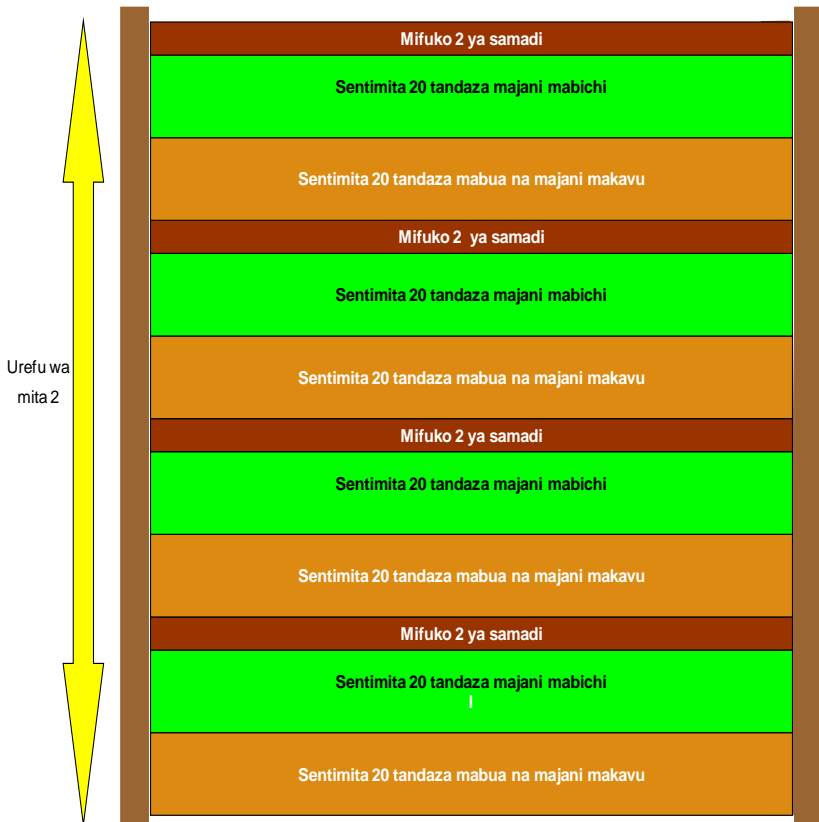 Mifuko 2 ya samadi
Sentimita 20 tandaza majani mabichi
Sentimita 20 tandaza mabua na majani makavu
Mifuko 2 ya samadi
Sentimita 20 tandaza majani mabichi
Sentimita 20 tandaza mabua na majani makavu
Urefu wa
mita 2
Mifuko 2 ya samadi
Sentimita 20 tandaza majani mabichi
Sentimita 20 tandaza mabua na majani makavu
Mifuko 2 ya samadi
Sentimita 20 tandaza majani mabichi
l
Sentimita 20 tandaza mabua na majani makavu